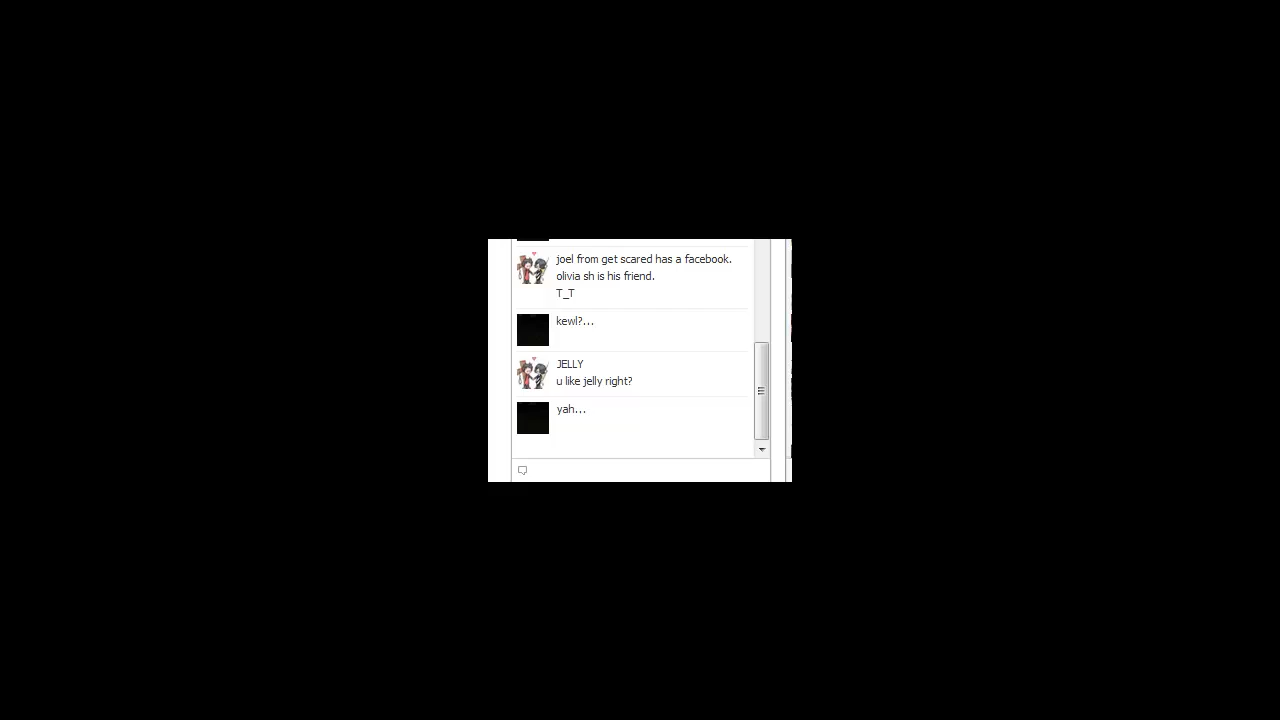 joel from get scared has a facebook.
olivia sh is his friend.
T_T
kewl?...
JELLY
u like jelly right?
yah...